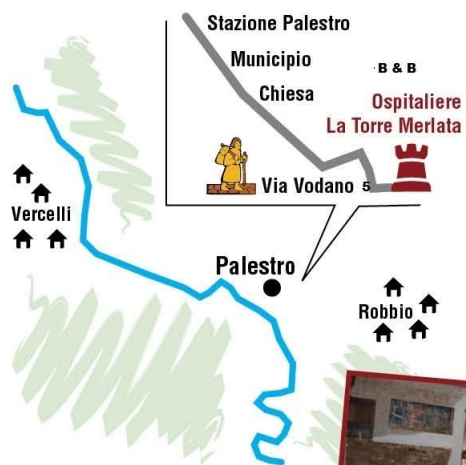 Stazione Palestro
Municipio
Chiesa
B & B
Ospitaliere
La Torre Merlata
Via Vodano 5
Vercelli
Palestro
Robbio